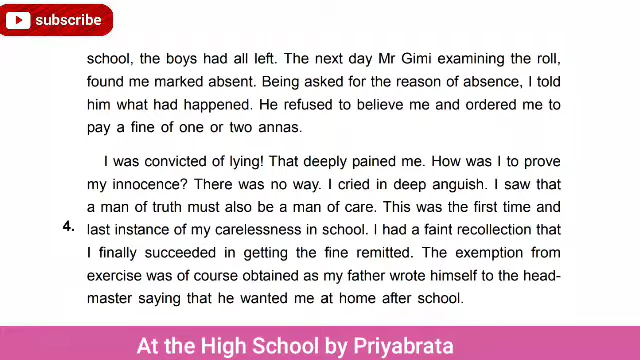 subscribe
school, the boys had all left. The next day Mr Gimi examining the roll,
found me marked absent. Being asked for the reason of absence, I told
him what had happened. He refused to believe me and ordered me to
pay a fine of one or two annas.
I was convicted of lying! That deeply pained me. How was I to prove
my innocence? There was no way. I cried in deep anguish. I saw that
a man of truth must also be a man of care. This was the first time and
4. last instance of my carelessness in school. I had a faint recollection that
I finally succeeded in getting the fine remitted. The exemption from
exercise was of course obtained as my father wrote himself to the head-
master saying that he wanted me at home after school.
At the High School by Priyabrata